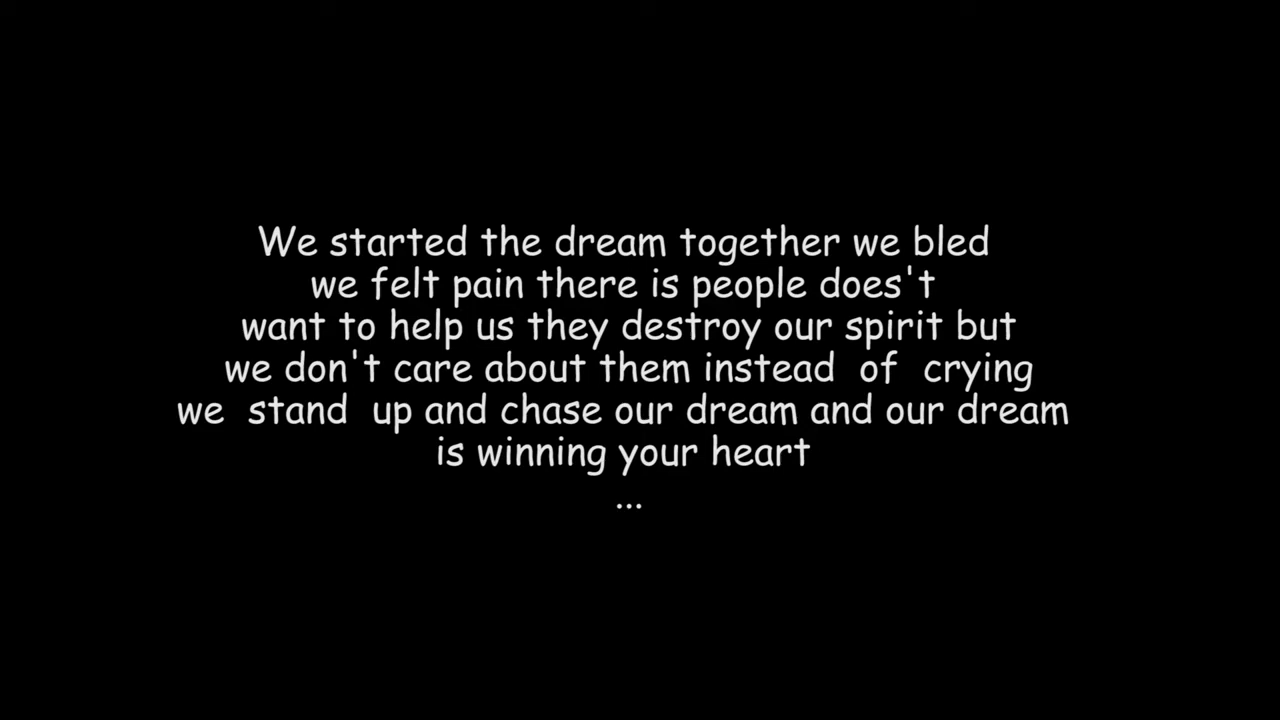 We started the dream together we bled
we felt pain there is people does't
want to help us they destroy our spirit but
we don't care about them instead  of  crying
we  stand  up and chase our dream and our dream
is winning your heart
...